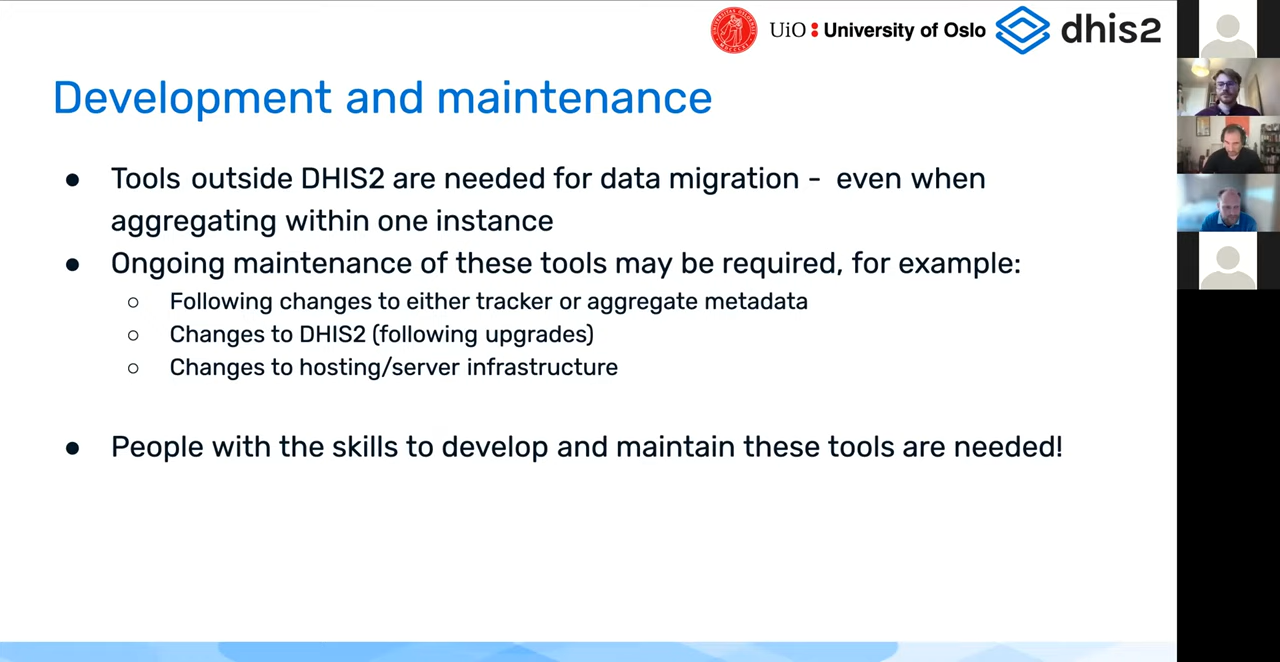 UiO : University of Oslo dhis2
Development and maintenance
● Tools outside DHIS2 are needed for data migration - even when
aggregating within one instance
● Ongoing maintenance of these tools may be required, for example:
○ Following changes to either tracker or aggregate metadata
○ Changes to DHIS2 (following upgrades)
○ Changes to hosting/server infrastructure
● People with the skills to develop and maintain these tools are needed!